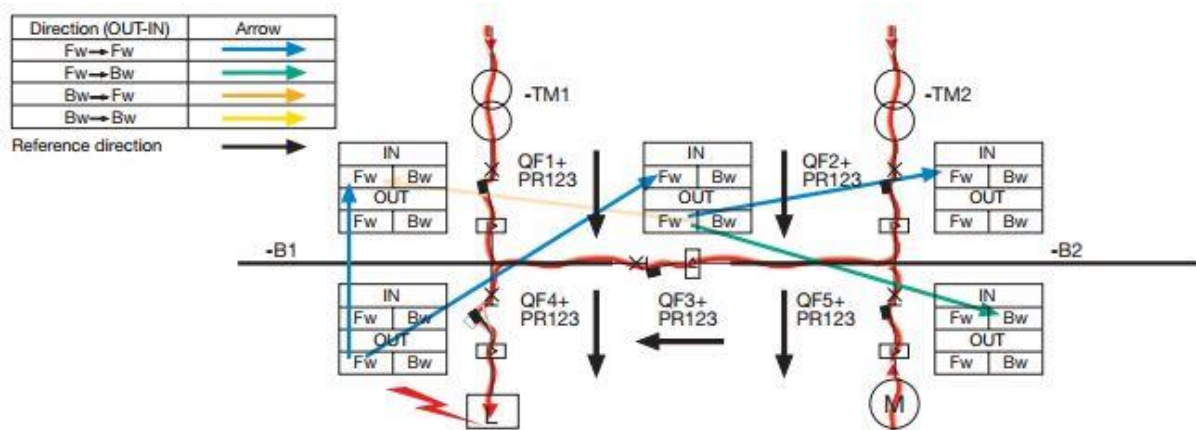 Direction (OUT-IN) Arrow
Fw→Fw
Fw→Bw
Bw→Fw
Bw→Bw
Reference direction
-TM1
-TM2
IN
Fw Bw
OUT
Fw Bw
QF1+
PR123
IN
Fw Bw
OUT
Fw Bw
QF2+
PR123
IN
Fw Bw
OUT
Fw Bw
-B1
-B2
IN
Fw Bw
OUT
Fw Bw
QF4+
PR123
QF3+
PR123
QF5+
PR123
IN
Fw Bw
OUT
Fw Bw
L
M